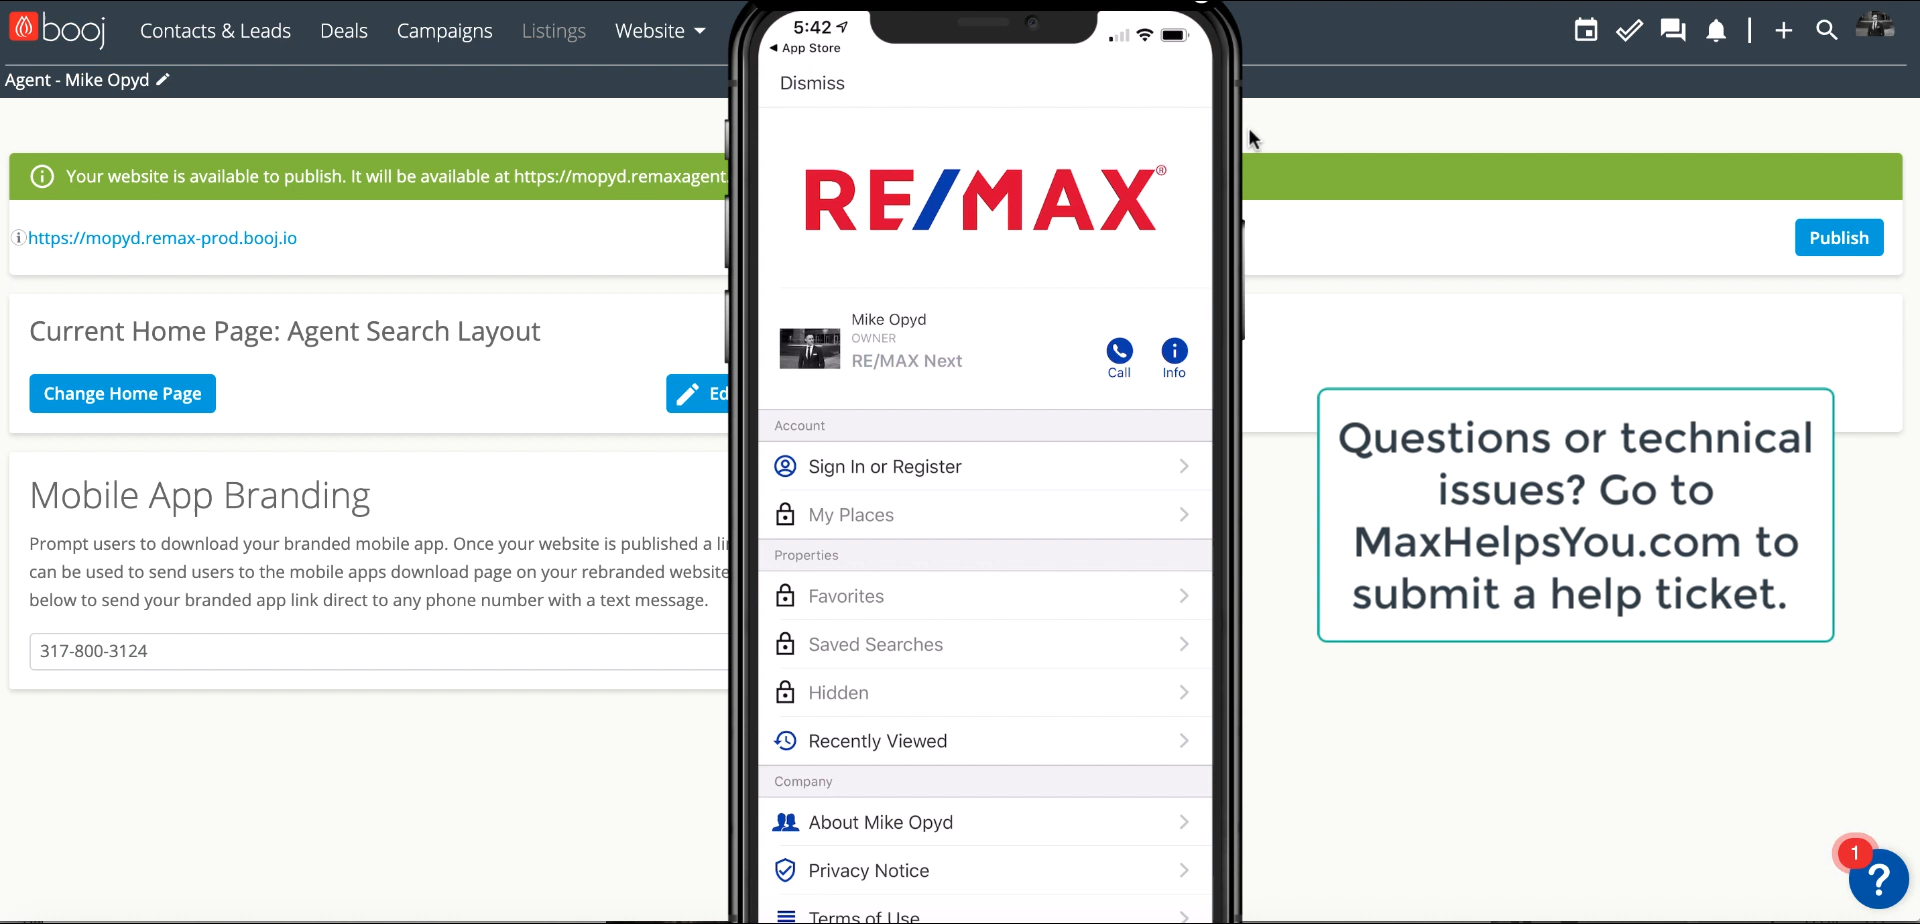 booj
Contacts & Leads
Deals
Campaigns
Listings
Website
Agent - Mike Opyd
Your website is available to publish. It will be available at https://mopyd.remaxagent.
https://mopyd.remax-prod.booj.io
Publish
Current Home Page: Agent Search Layout
Change Home Page
Ed
Mobile App Branding
Prompt users to download your branded mobile app. Once your website is published a li
can be used to send users to the mobile apps download page on your rebranded website
below to send your branded app link direct to any phone number with a text message.
317-800-3124
5:42
App Store
Dismiss
RE/MAX®
Mike Opyd
OWNER
RE/MAX Next
Call
Info
Account
Sign In or Register
My Places
Properties
Favorites
Saved Searches
Hidden
Recently Viewed
Company
About Mike Opyd
Privacy Notice
Terms of Use
Questions or technical
issues? Go to
MaxHelpsYou.com to
submit a help ticket.
1
?